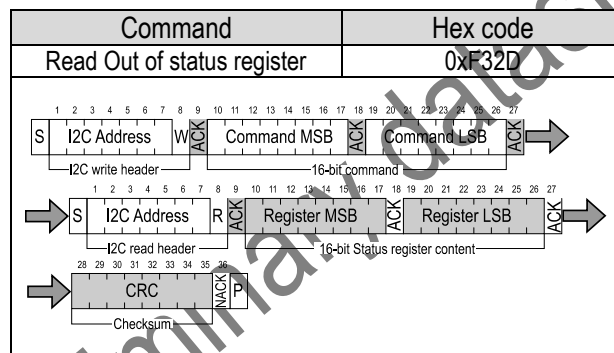 Command Hex code
Read Out of status register 0xF32D
1 2 3 4 5 6 7 8 9 10 11 12 13 14 15 16 17 18 19 20 21 22 23 24 25 26 27
S I2C Address W ACK Command MSB ACK Command LSB ACK
I2C write header 16-bit command
1 2 3 4 5 6 7 8 9 10 11 12 13 14 15 16 17 18 19 20 21 22 23 24 25 26 27
S I2C Address R ACK Register MSB ACK Register LSB ACK
I2C read header 16-bit Status register content
28 29 30 31 32 33 34 35 36
CRC NACK P
Checksum